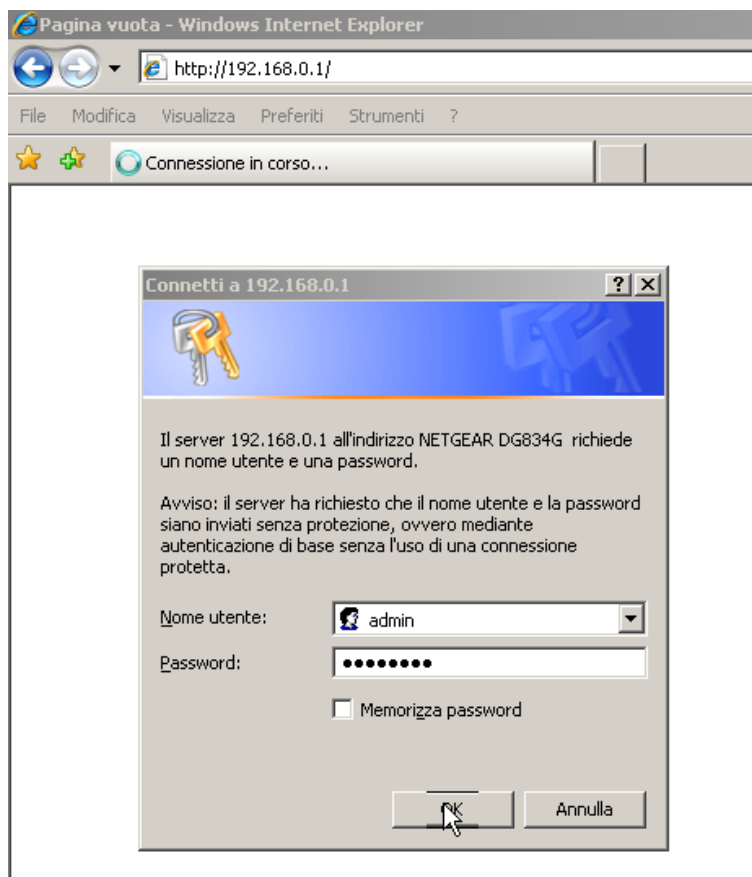 Pagina vuota - Windows Internet Explorer
http://192.168.0.1/
File Modifica Visualizza Preferiti Strumenti ?
Connessione in corso...
Connetti a 192.168.0.1
Il server 192.168.0.1 all'indirizzo NETGEAR DG834G richiede
un nome utente e una password.
Avviso: il server ha richiesto che il nome utente e la password
siano inviati senza protezione, ovvero mediante
autenticazione di base senza l'uso di una connessione
protetta.
Nome utente: admin
Password: ●●●●●●●●
Memorizza password
OK Annulla